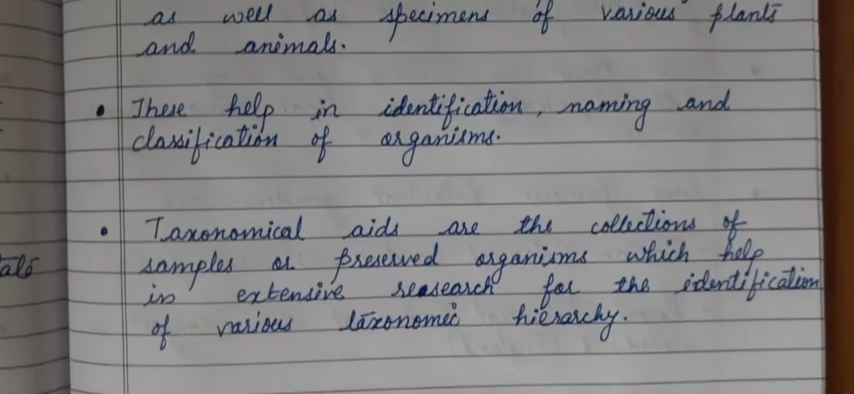 as well as specimens of various plants
and animals.
• These help in identification, naming and
classification of organisms.
• Taxonomical aids are the collections of
samples or preserved organisms which help
in extensive reasearch for the identification
of various taxonomic hierarchy.